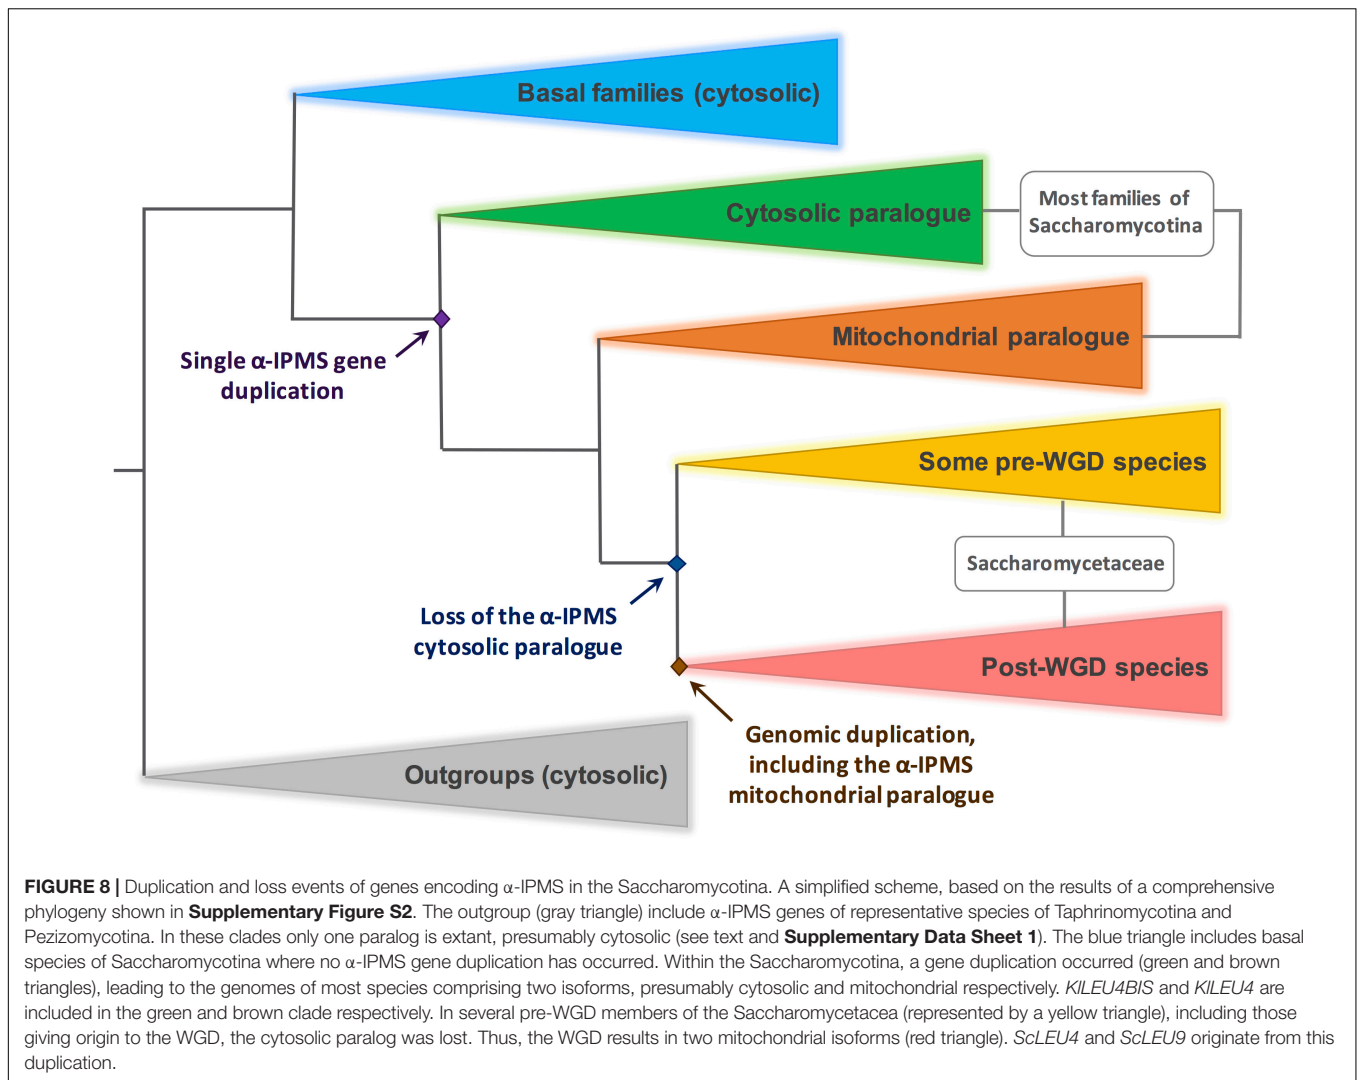 Basal families (cytosolic)
Cytosolic paralogue
Most families of
Saccharomycotina
Mitochondrial paralogue
Single α-IPMS gene
duplication
Some pre-WGD species
Saccharomycetaceae
Loss of the α-IPMS
cytosolic paralogue
Post-WGD species
Genomic duplication,
including the α-IPMS
mitochondrial paralogue
Outgroups (cytosolic)
FIGURE 8 | Duplication and loss events of genes encoding α-IPMS in the Saccharomycotina. A simplified scheme, based on the results of a comprehensive
phylogeny shown in Supplementary Figure S2. The outgroup (gray triangle) include α-IPMS genes of representative species of Taphrinomycotina and
Pezizomycotina. In these clades only one paralog is extant, presumably cytosolic (see text and Supplementary Data Sheet 1). The blue triangle includes basal
species of Saccharomycotina where no α-IPMS gene duplication has occurred. Within the Saccharomycotina, a gene duplication occurred (green and brown
triangles), leading to the genomes of most species comprising two isoforms, presumably cytosolic and mitochondrial respectively. KlLEU4BIS and KlLEU4 are
included in the green and brown clade respectively. In several pre-WGD members of the Saccharomycetacea (represented by a yellow triangle), including those
giving origin to the WGD, the cytosolic paralog was lost. Thus, the WGD results in two mitochondrial isoforms (red triangle). ScLEU4 and ScLEU9 originate from this
duplication.